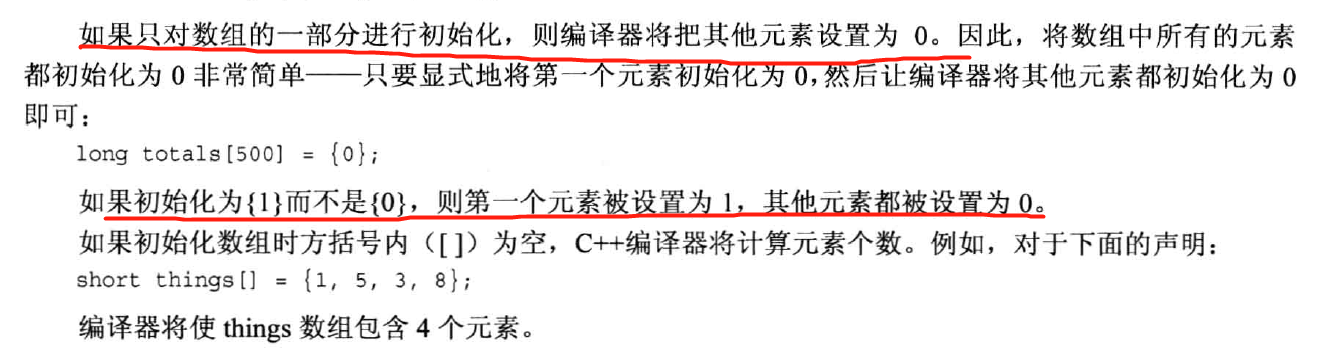 如果只对数组的一部分进行初始化，则编译器将把其他元素设置为 0。因此，将数组中所有的元素
都初始化为 0 非常简单——只要显式地将第一个元素初始化为 0，然后让编译器将其他元素都初始化为 0
即可：
long totals[500] = {0};
如果初始化为{1}而不是{0}，则第一个元素被设置为 1，其他元素都被设置为 0。
如果初始化数组时方括号内（[ ]）为空，C++编译器将计算元素个数。例如，对于下面的声明：
short things[] = {1, 5, 3, 8};
编译器将使 things 数组包含 4 个元素。